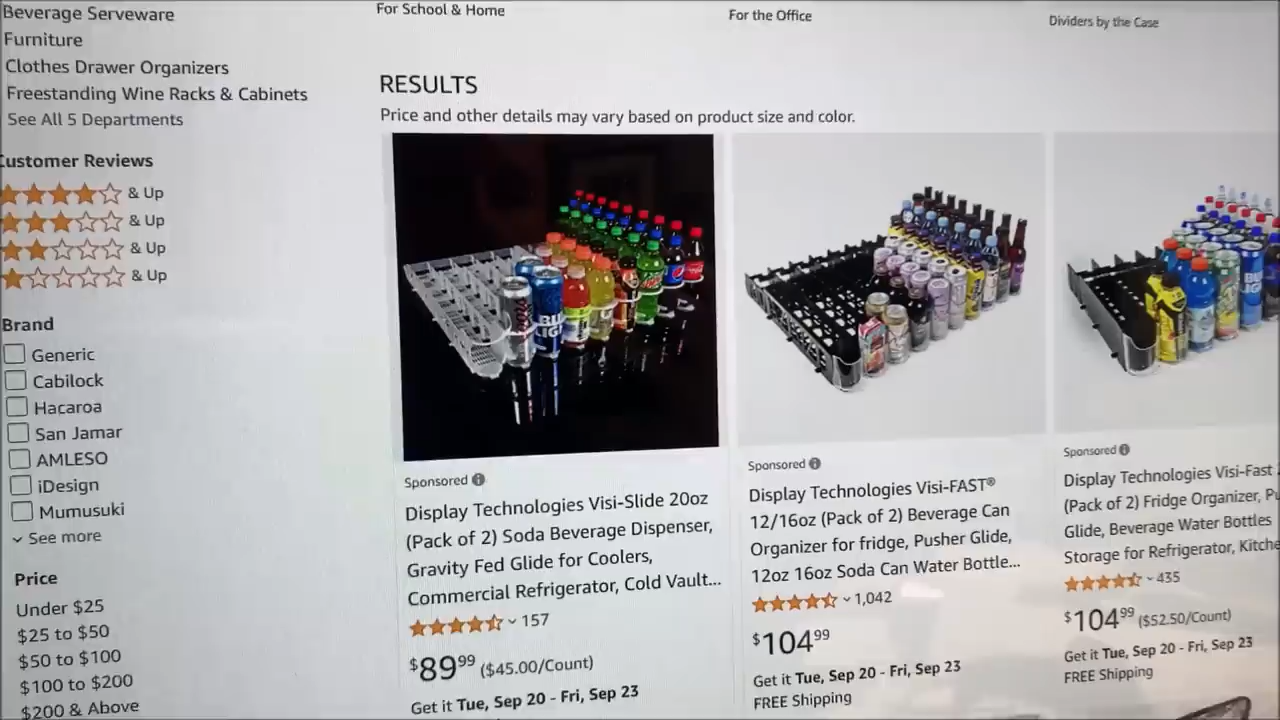 Beverage Serveware
Furniture
Clothes Drawer Organizers
Freestanding Wine Racks & Cabinets
See All 5 Departments
Customer Reviews
& Up
& Up
& Up
& Up
Brand
Generic
Cabilock
Hacaroa
San Jamar
AMLESO
iDesign
Mumusuki
See more
Price
Under $25
$25 to $50
$50 to $100
$100 to $200
$200 & Above
For School & Home
For the Office
Dividers by the Case
RESULTS
Price and other details may vary based on product size and color.
Sponsored
Display Technologies Visi-Slide 20oz
(Pack of 2) Soda Beverage Dispenser,
Gravity Fed Glide for Coolers,
Commercial Refrigerator, Cold Vault...
157
$89.99 ($45.00/Count)
Get it Tue, Sep 20 - Fri, Sep 23
Sponsored
Display Technologies Visi-FAST®
12/16oz (Pack of 2) Beverage Can
Organizer for fridge, Pusher Glide,
12oz 16oz Soda Can Water Bottle...
1,042
$104.99
Get it Tue, Sep 20 - Fri, Sep 23
FREE Shipping
Sponsored
Display Technologies Visi-Fast
(Pack of 2) Fridge Organizer,
Glide, Beverage Water Bottles
Storage for Refrigerator,
435
$104.99 ($52.50/Count)
Get it Tue, Sep 20 - Fri, Sep 23
FREE Shipping